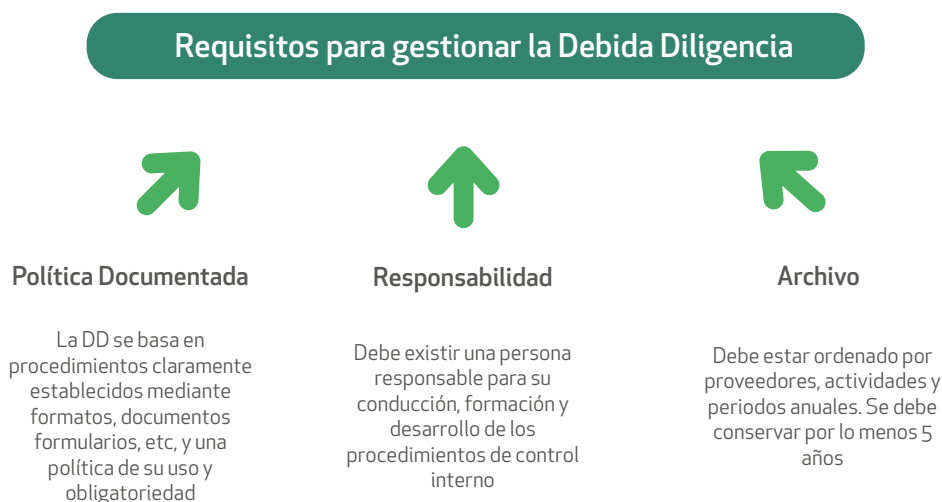 Requisitos para gestionar la Debida Diligencia
Política Documentada
La DD se basa en
procedimientos claramente
establecidos mediante
formatos, documentos
formularios, etc, y una
política de su uso y
obligatoriedad
Responsabilidad
Debe existir una persona
responsable para su
conducción, formación y
desarrollo de los
procedimientos de control
interno
Archivo
Debe estar ordenado por
proveedores, actividades y
periodos anuales. Se debe
conservar por lo menos 5
años